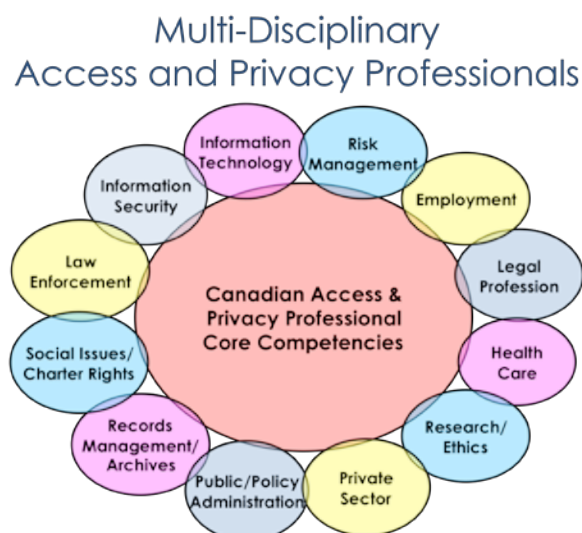 Multi-Disciplinary
Access and Privacy Professionals
Information
Technology
Risk
Management
Employment
Legal
Profession
Health
Care
Research/
Ethics
Private
Sector
Public/Policy
Administration
Records
Management/
Archives
Social Issues/
Charter Rights
Law
Enforcement
Information
Security
Canadian Access &
Privacy Professional
Core Competencies